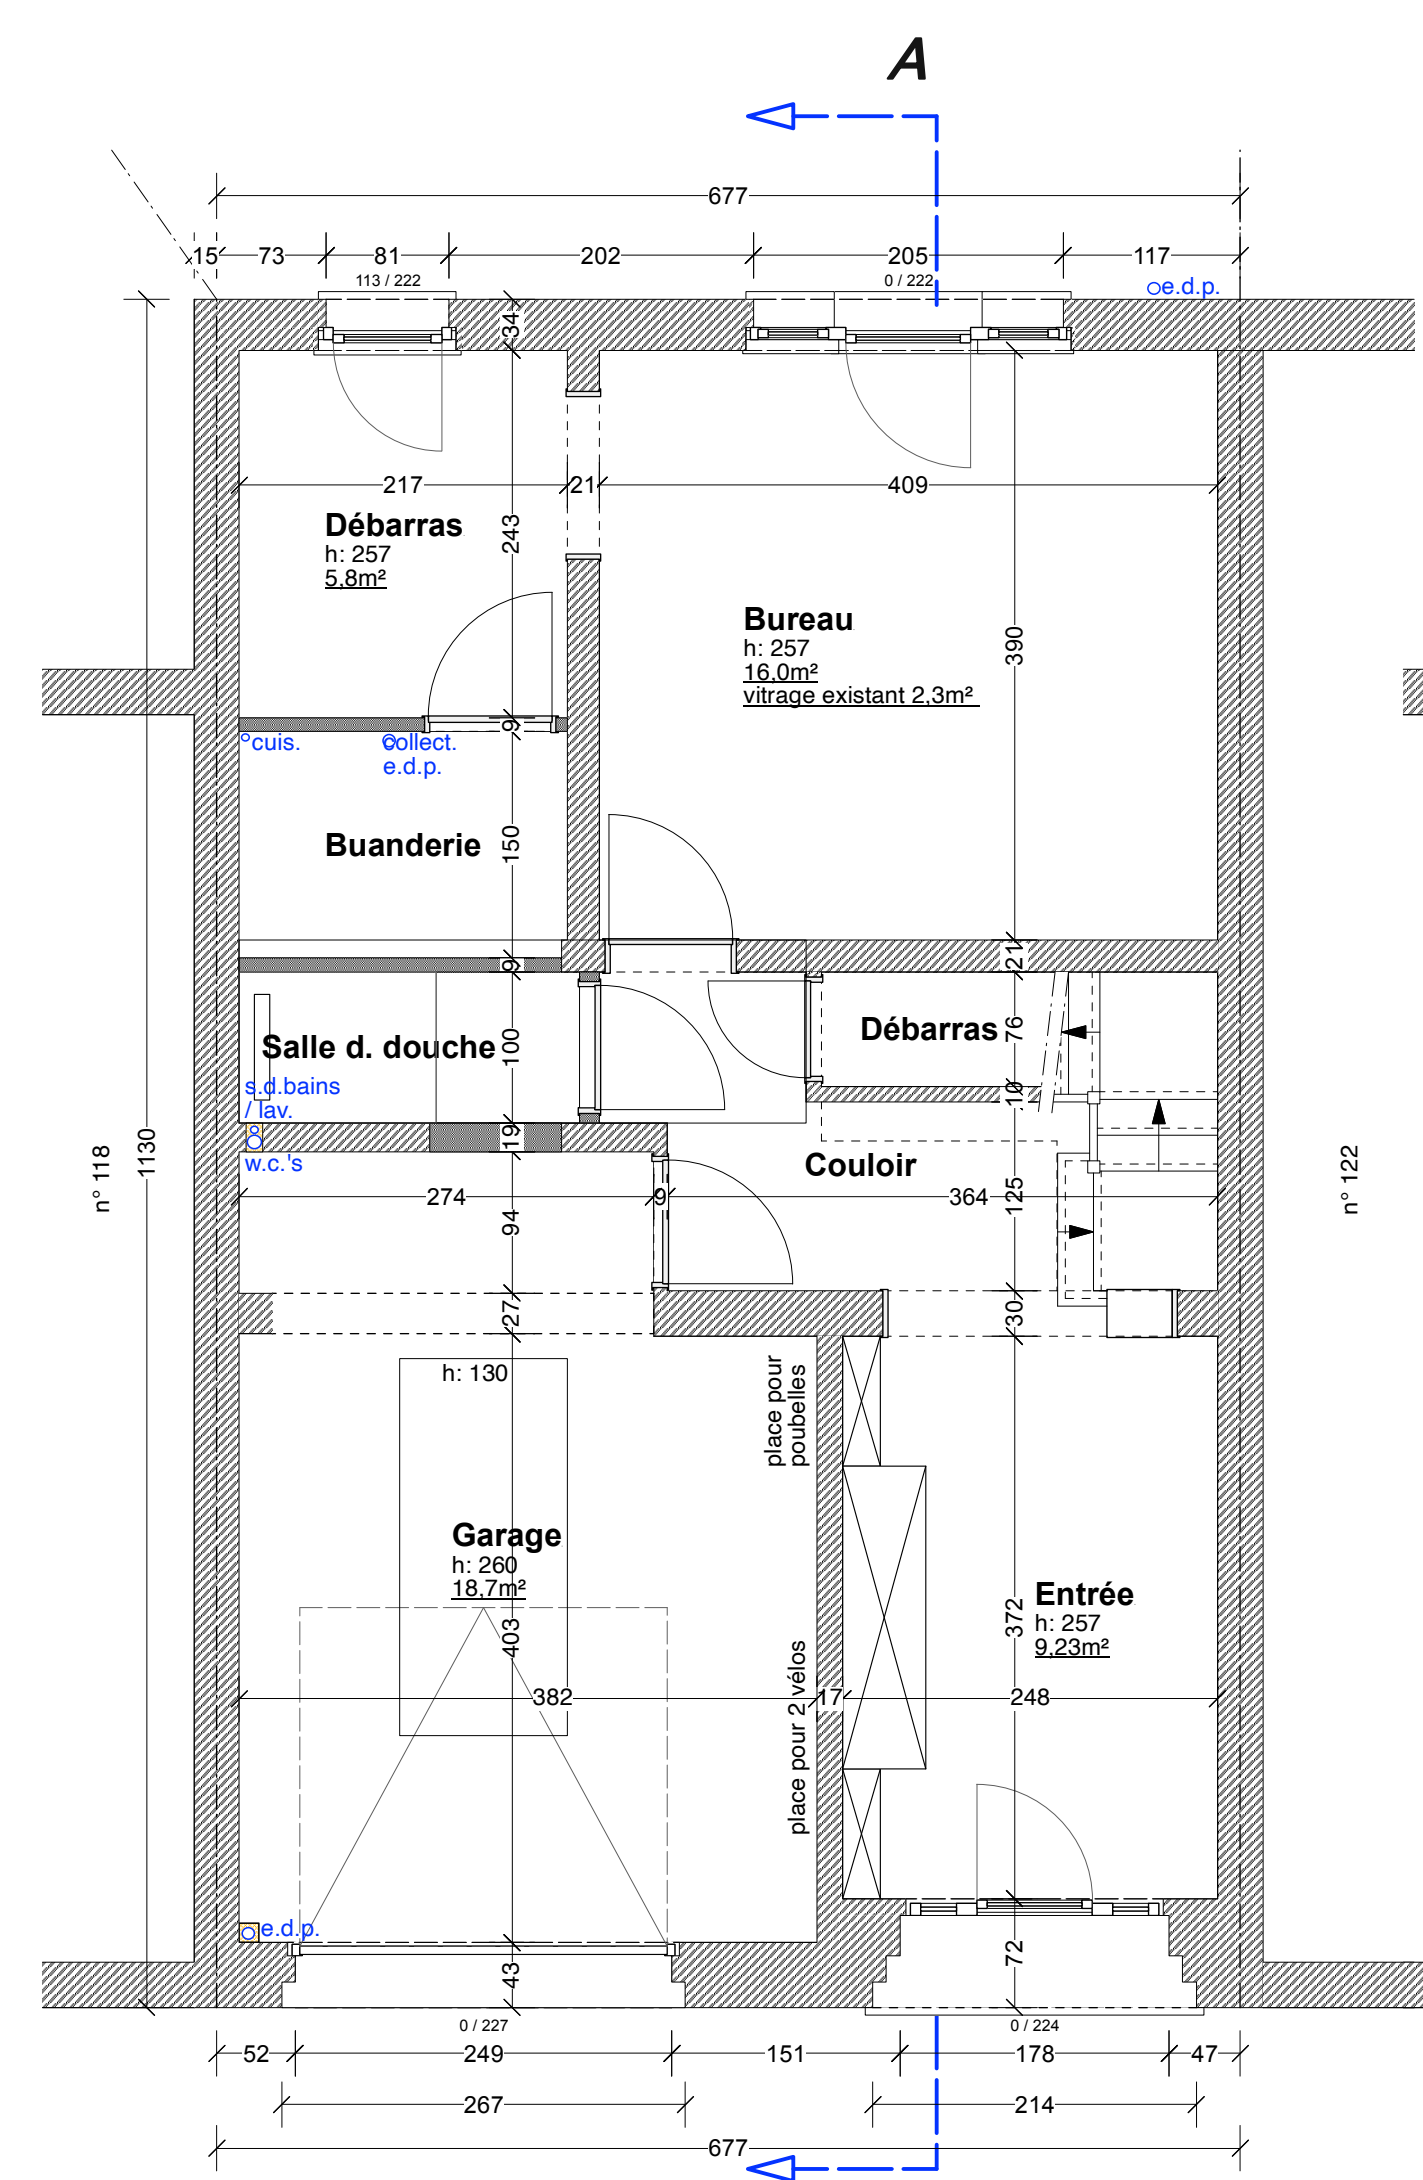 A
677
15 73 81 202 205 117
113 / 222
0 / 222
e.d.p.
34
217 21 409
Débarras
h: 257
5,8m²
243
Bureau
h: 257
16,0m²
vitrage existant 2,3m²
390
9
cuis.
collect.
e.d.p.
Buanderie
150
9
21
Salle d. douche
100
Débarras
76
10
s.d.bains
/ lav.
19
w.c.'s
Couloir
n° 118
1130
n° 122
274 9 364
125
94
27
30
h: 130
place pour
poubelles
Garage
h: 260
18,7m²
403
Entrée
h: 257
9,23m²
372
place pour 2 vélos
382 17 248
e.d.p.
43
72
0 / 227
0 / 224
52 249 151 178 47
267 214
677